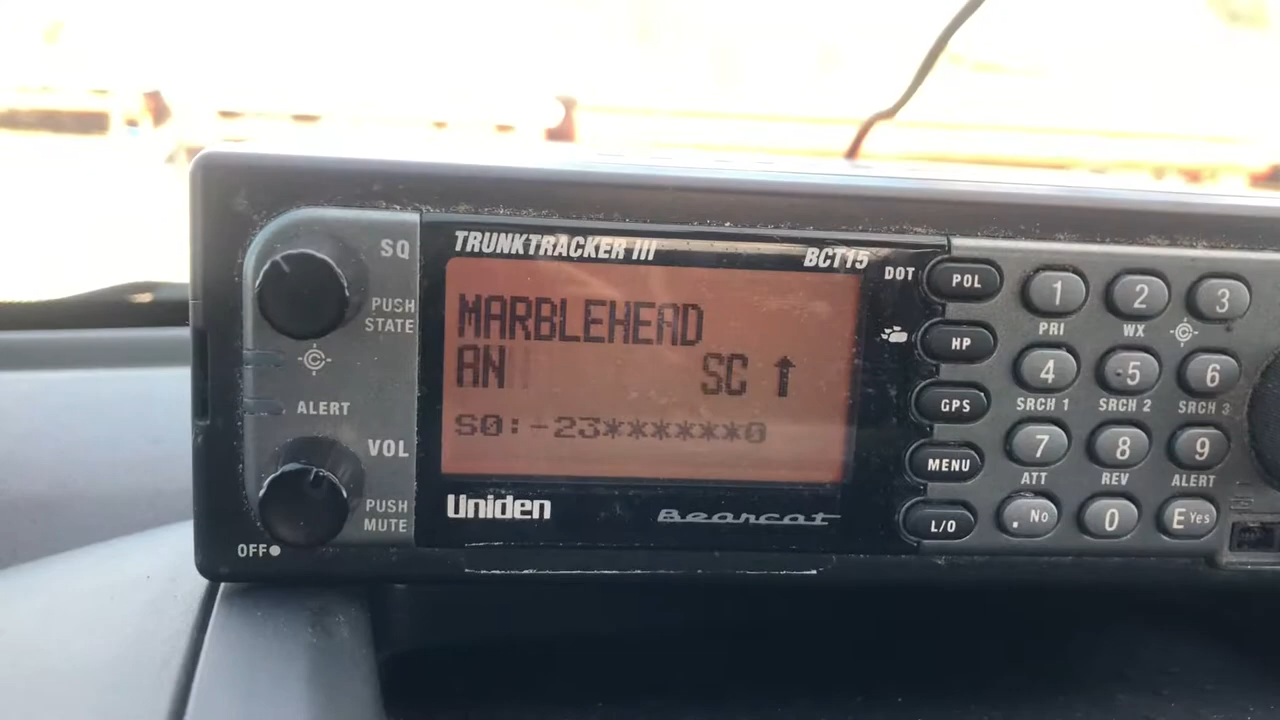 TRUNKTRACKER III
BCT15
SQ
PUSH STATE
ALERT
VOL
PUSH MUTE
OFF
MARBLEHEAD
AN SC ↑
S0:-23******0
Uniden
Bearcat
DOT POL
HP
GPS
MENU
L/O
1 2 3
PRI WX
4 5 6
SRCH 1 SRCH 2 SRCH 3
7 8 9
ATT REV ALERT
. No 0 E Yes